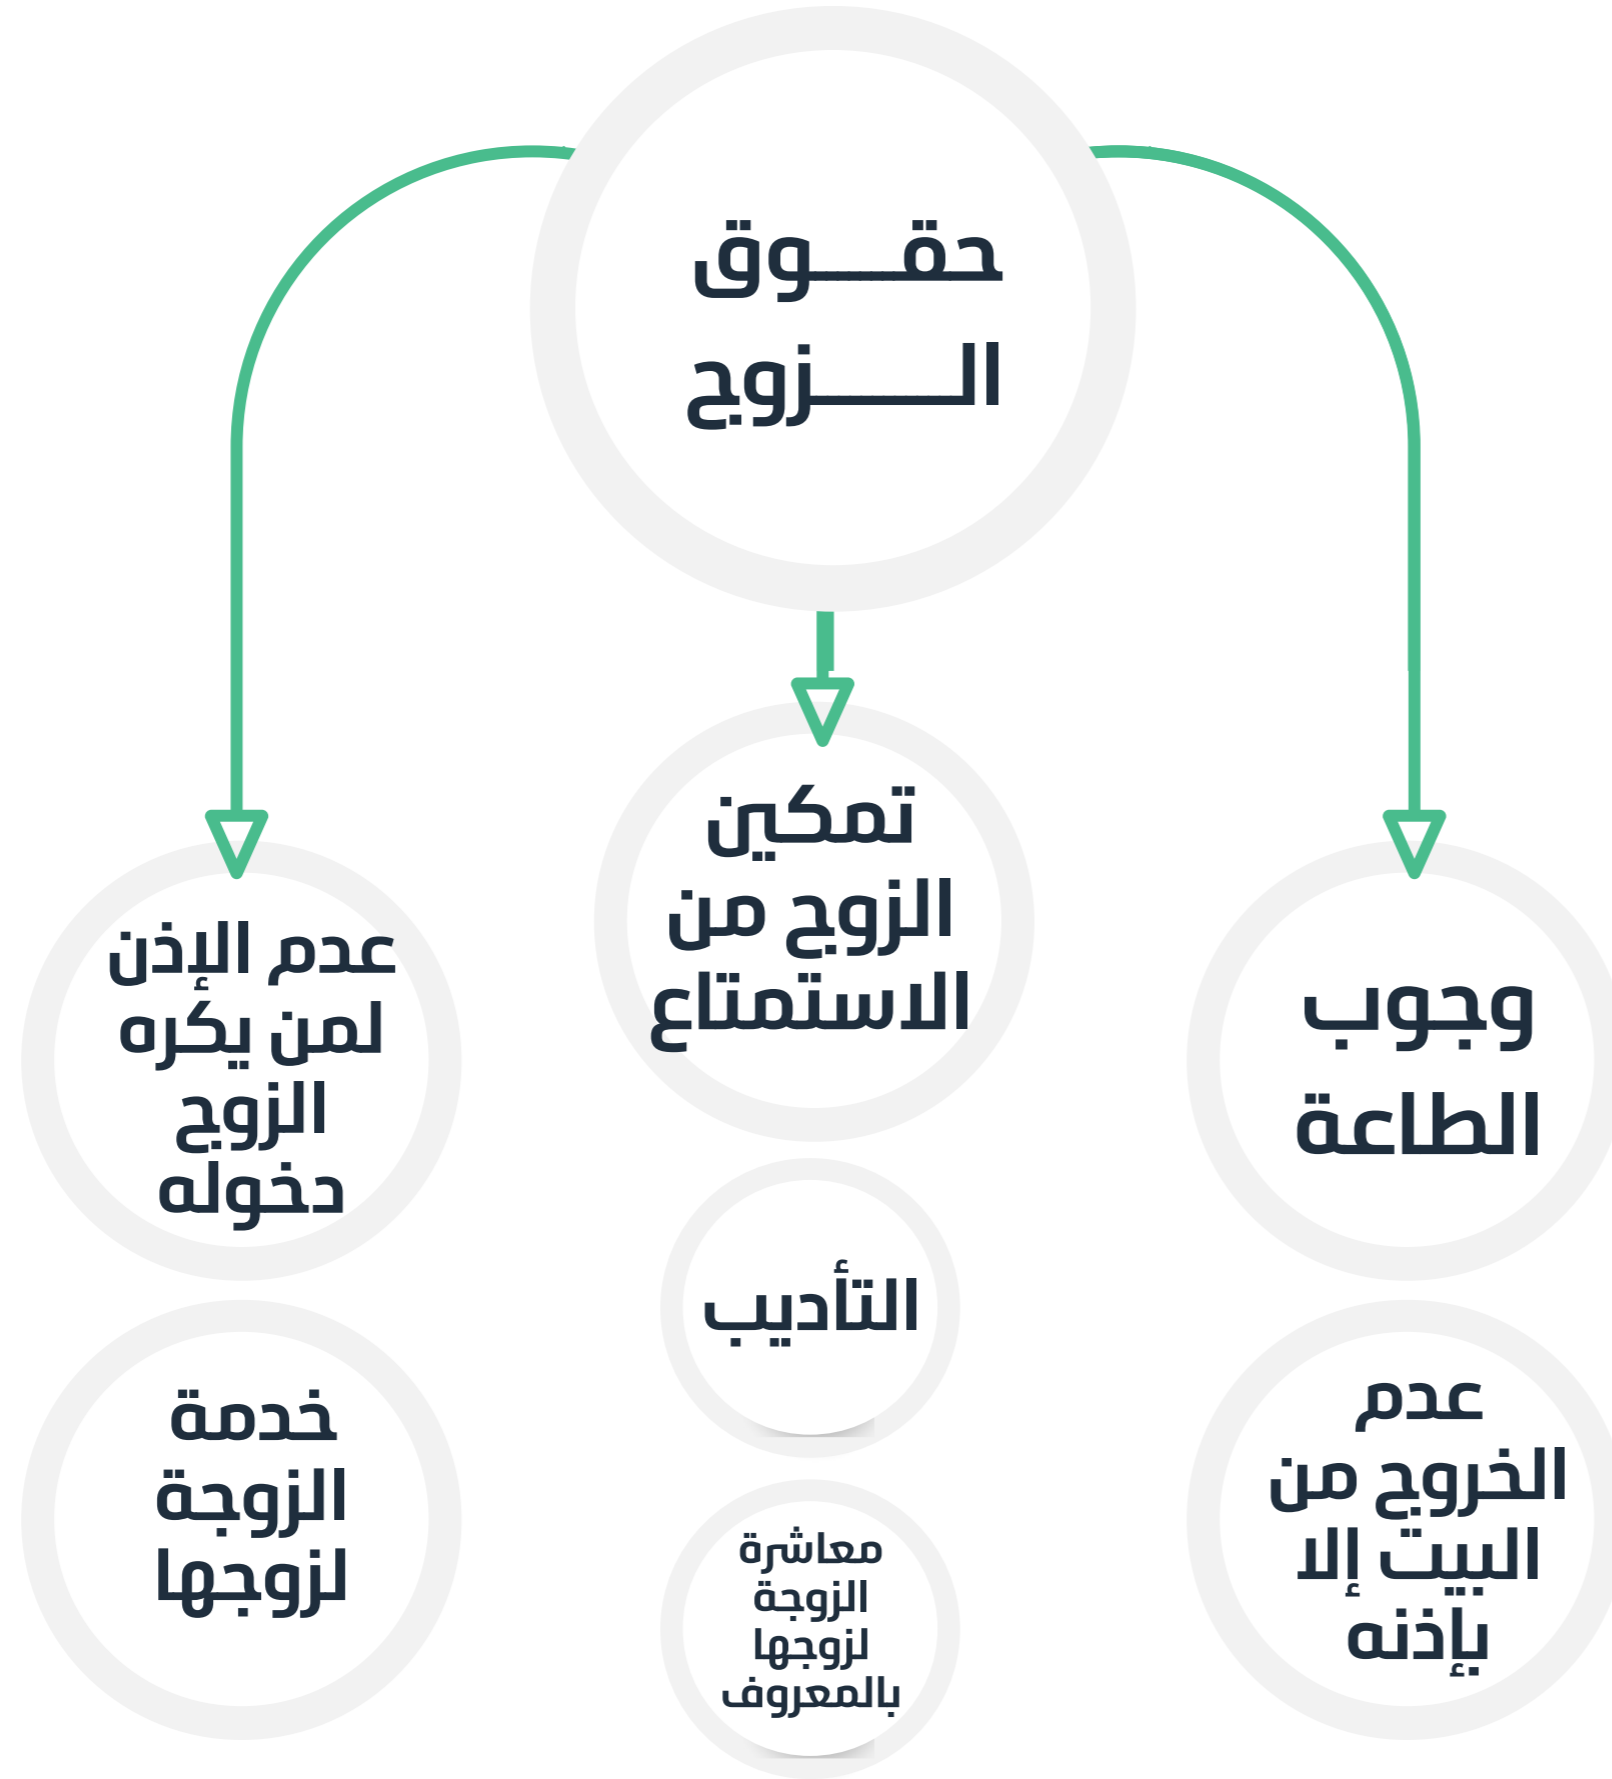 حقـــوق
الـــــزوج
وجوب
الطاعة
تمكين
الزوج من
الاستمتاع
عدم الإذن
لمن يكره
الزوج
دخوله
عدم
الخروج من
البيت إلا
بإذنه
التأديب
خدمة
الزوجة
لزوجها
معاشرة
الزوجة
لزوجها
بالمعروف